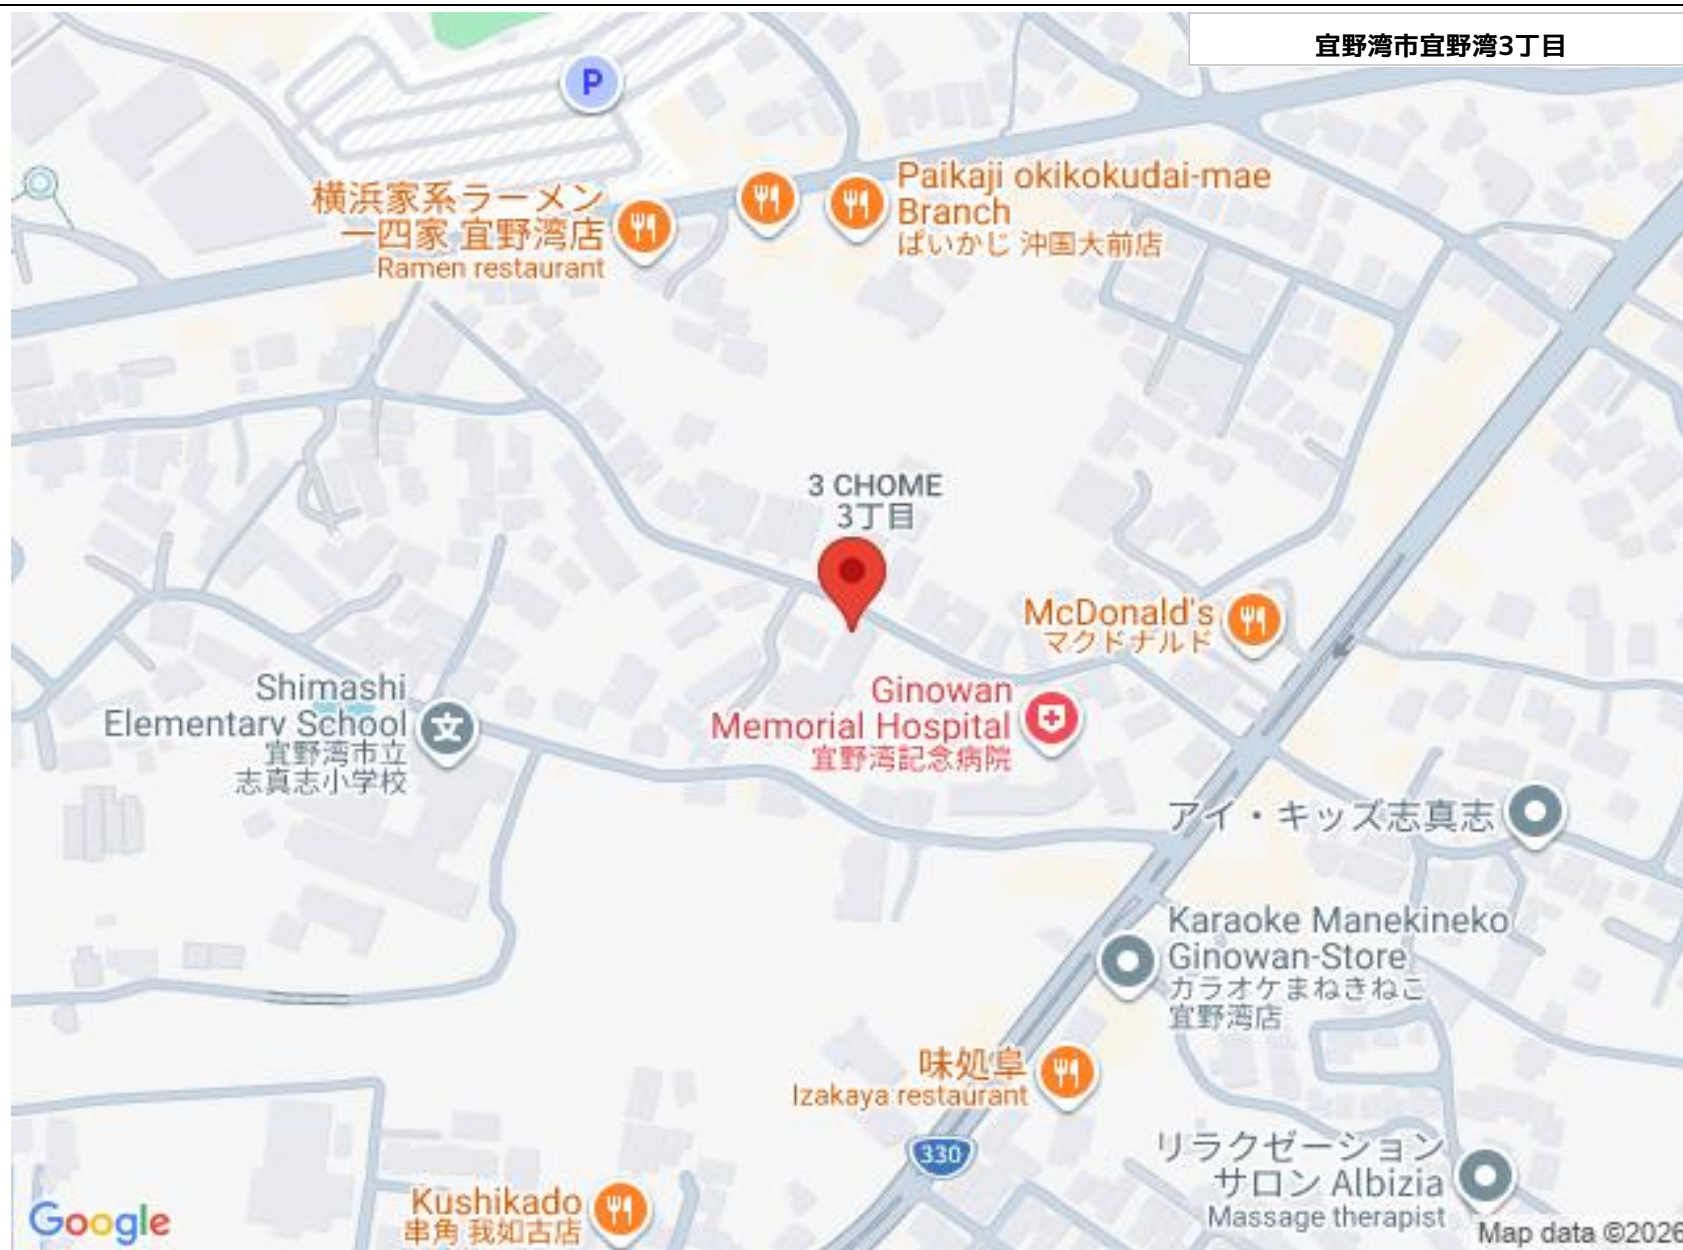 宜野湾市宜野湾3丁目
P
横浜家系ラーメン
一四家 宜野湾店
Ramen restaurant
Paikaji okikokudai-mae
Branch
ぱいかじ 沖国大前店
3 CHOME
3丁目
McDonald's
マクドナルド
Shimashi
Elementary School
宜野湾市立
志真志小学校
文
Ginowan
Memorial Hospital
宜野湾記念病院
アイ・キッズ志真志
Karaoke Manekineko
Ginowan-Store
カラオケまねきねこ
宜野湾店
味処阜
Izakaya restaurant
330
リラクゼーション
サロン Albizia
Massage therapist
Kushikado
串角 我如古店
Google
Map data ©2026